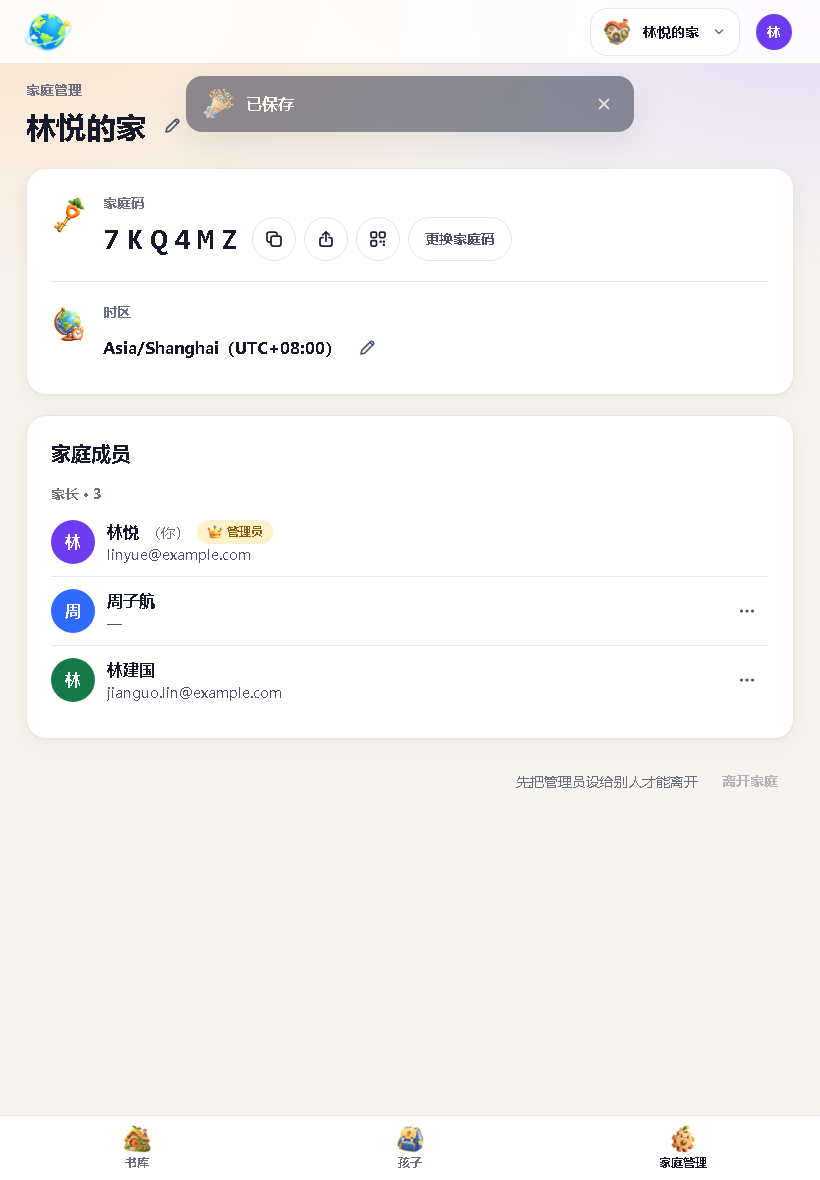 林悦的家
林
家庭管理
已保存
林悦的家
家庭码
7KQ4MZ
更换家庭码
时区
Asia/Shanghai（UTC+08:00）
家庭成员
家长 • 3
林
林悦 （你） 管理员
linyue@example.com
周
周子航
—
林
林建国
jianguo.lin@example.com
先把管理员设给别人才能离开 离开家庭
书库
孩子
家庭管理